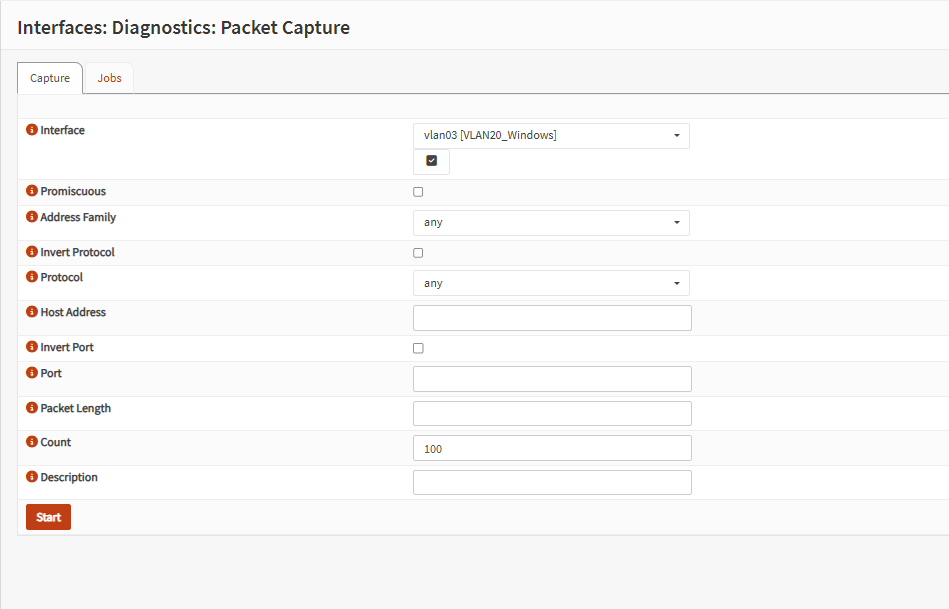 Interfaces: Diagnostics: Packet Capture
Capture Jobs
Interface vlan03 [VLAN20_Windows]
Promiscuous
Address Family any
Invert Protocol
Protocol any
Host Address
Invert Port
Port
Packet Length
Count 100
Description
Start